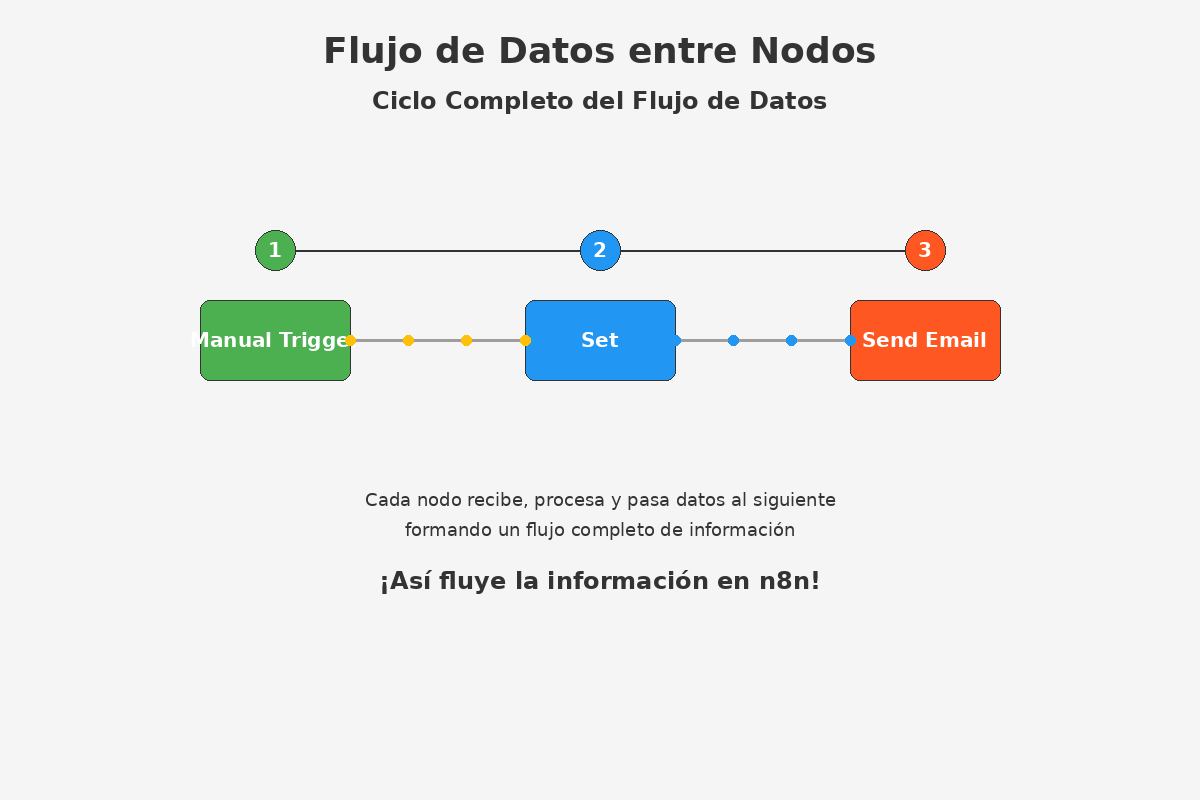 Flujo de Datos entre Nodos
Ciclo Completo del Flujo de Datos
1
2
3
Manual Trigge
Set
Send Email
Cada nodo recibe, procesa y pasa datos al siguiente
formando un flujo completo de información
¡Así fluye la información en n8n!